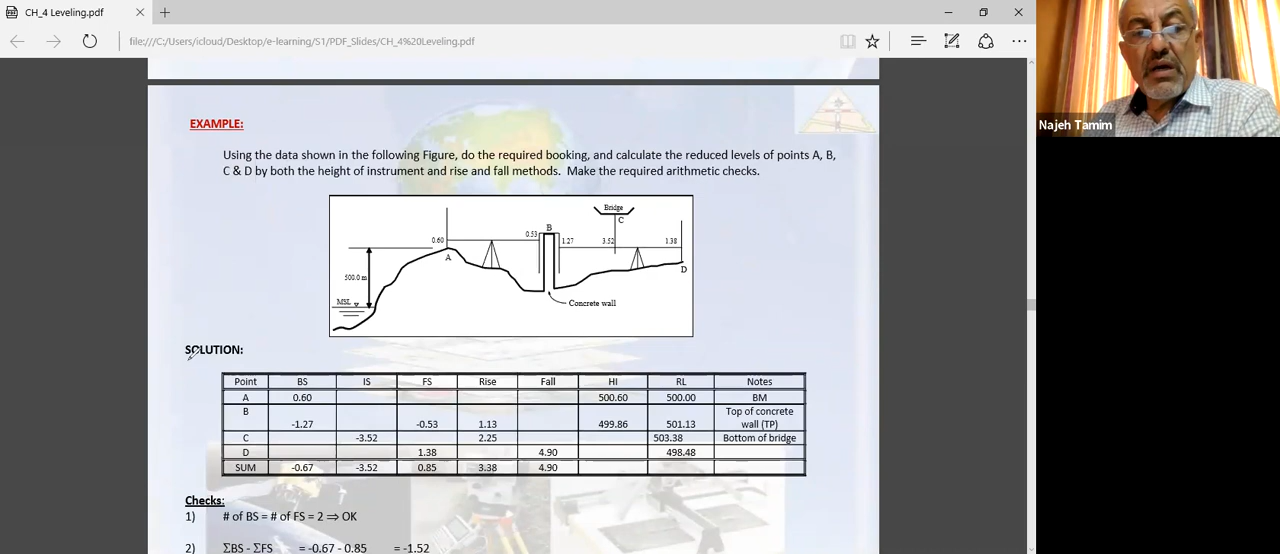 CH_4 Leveling.pdf
file:///C:/Users/icloud/Desktop/e-learning/S1/PDF_Slides/CH_4%20Leveling.pdf
Najeh Tamim
EXAMPLE:
Using the data shown in the following Figure, do the required booking, and calculate the reduced levels of points A, B,
C & D by both the height of instrument and rise and fall methods. Make the required arithmetic checks.
Bridge
C
B
0.60
0.53
1.27
3.52
1.38
A
D
500.0 m
MSL
Concrete wall
SOLUTION:
Point BS IS FS Rise Fall HI RL Notes
A 0.60 500.60 500.00 BM
B -1.27 -0.53 1.13 499.86 501.13 Top of concrete
wall (TP)
C -3.52 2.25 503.38 Bottom of bridge
D 1.38 4.90 498.48
SUM -0.67 -3.52 0.85 3.38 4.90
Checks:
1) # of BS = # of FS = 2 ⇒ OK
2) ΣBS - ΣFS = -0.67 - 0.85 = -1.52